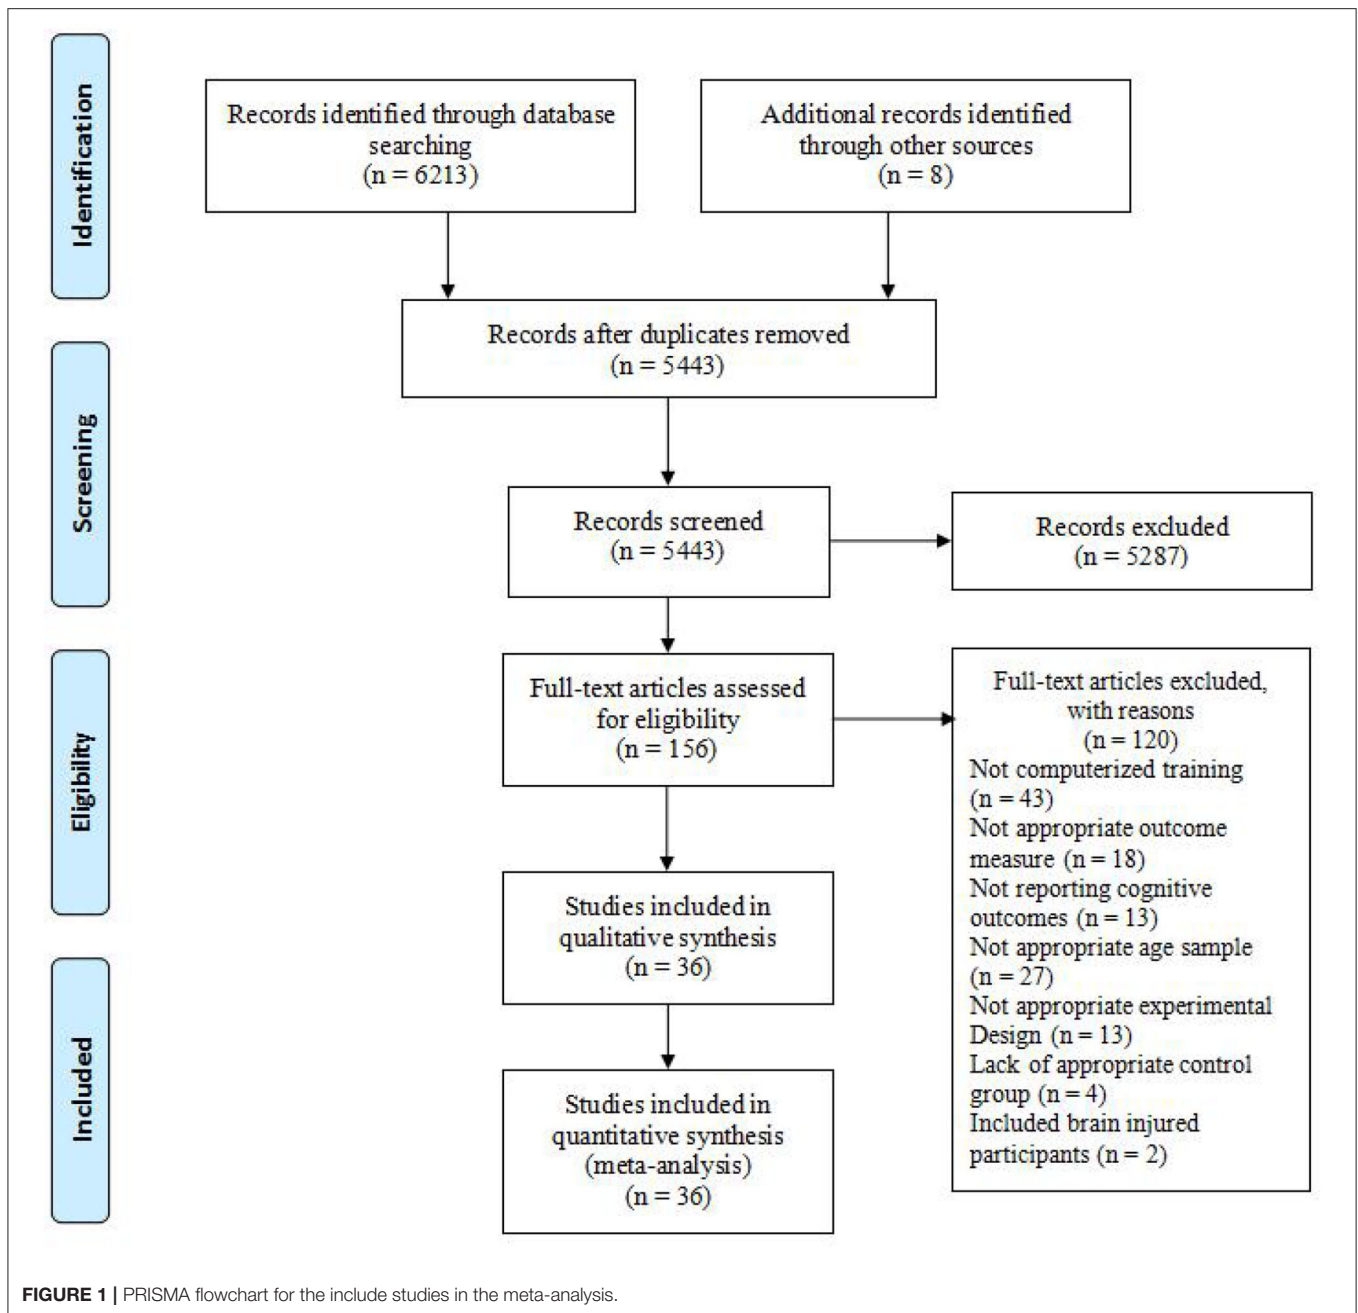 Identification
Records identified through database
searching
(n = 6213)
Additional records identified
through other sources
(n = 8)
Records after duplicates removed
(n = 5443)
Screening
Records screened
(n = 5443)
Records excluded
(n = 5287)
Eligibility
Full-text articles assessed
for eligibility
(n = 156)
Full-text articles excluded,
with reasons
(n = 120)
Not computerized training
(n = 43)
Not appropriate outcome
measure (n = 18)
Not reporting cognitive
outcomes (n = 13)
Not appropriate age sample
(n = 27)
Not appropriate experimental
Design (n = 13)
Lack of appropriate control
group (n = 4)
Included brain injured
participants (n = 2)
Studies included in
qualitative synthesis
(n = 36)
Included
Studies included in
quantitative synthesis
(meta-analysis)
(n = 36)
FIGURE 1 | PRISMA flowchart for the include studies in the meta-analysis.